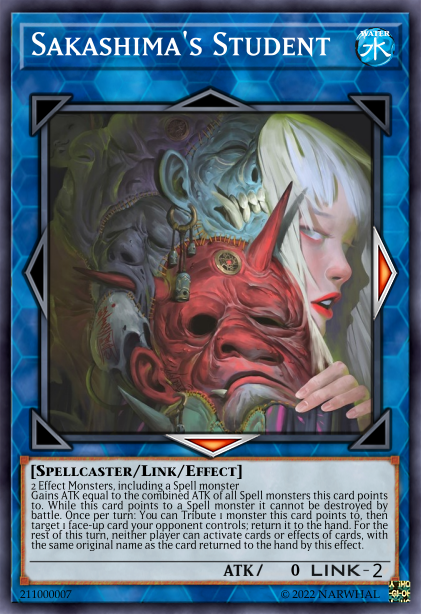 Sakashima's Student
WATER
水
[Spellcaster/Link/Effect]
2 Effect Monsters, including a Spell monster
Gains ATK equal to the combined ATK of all Spell monsters this card points
to. While this card points to a Spell monster it cannot be destroyed by
battle. Once per turn: You can Tribute 1 monster this card points to, then
target 1 face-up card your opponent controls; return it to the hand. For the
rest of this turn, neither player can activate cards or effects of cards, with
the same original name as the card returned to the hand by this effect.
ATK/ 0 LINK-2
211000007 © 2022 NARWHAL